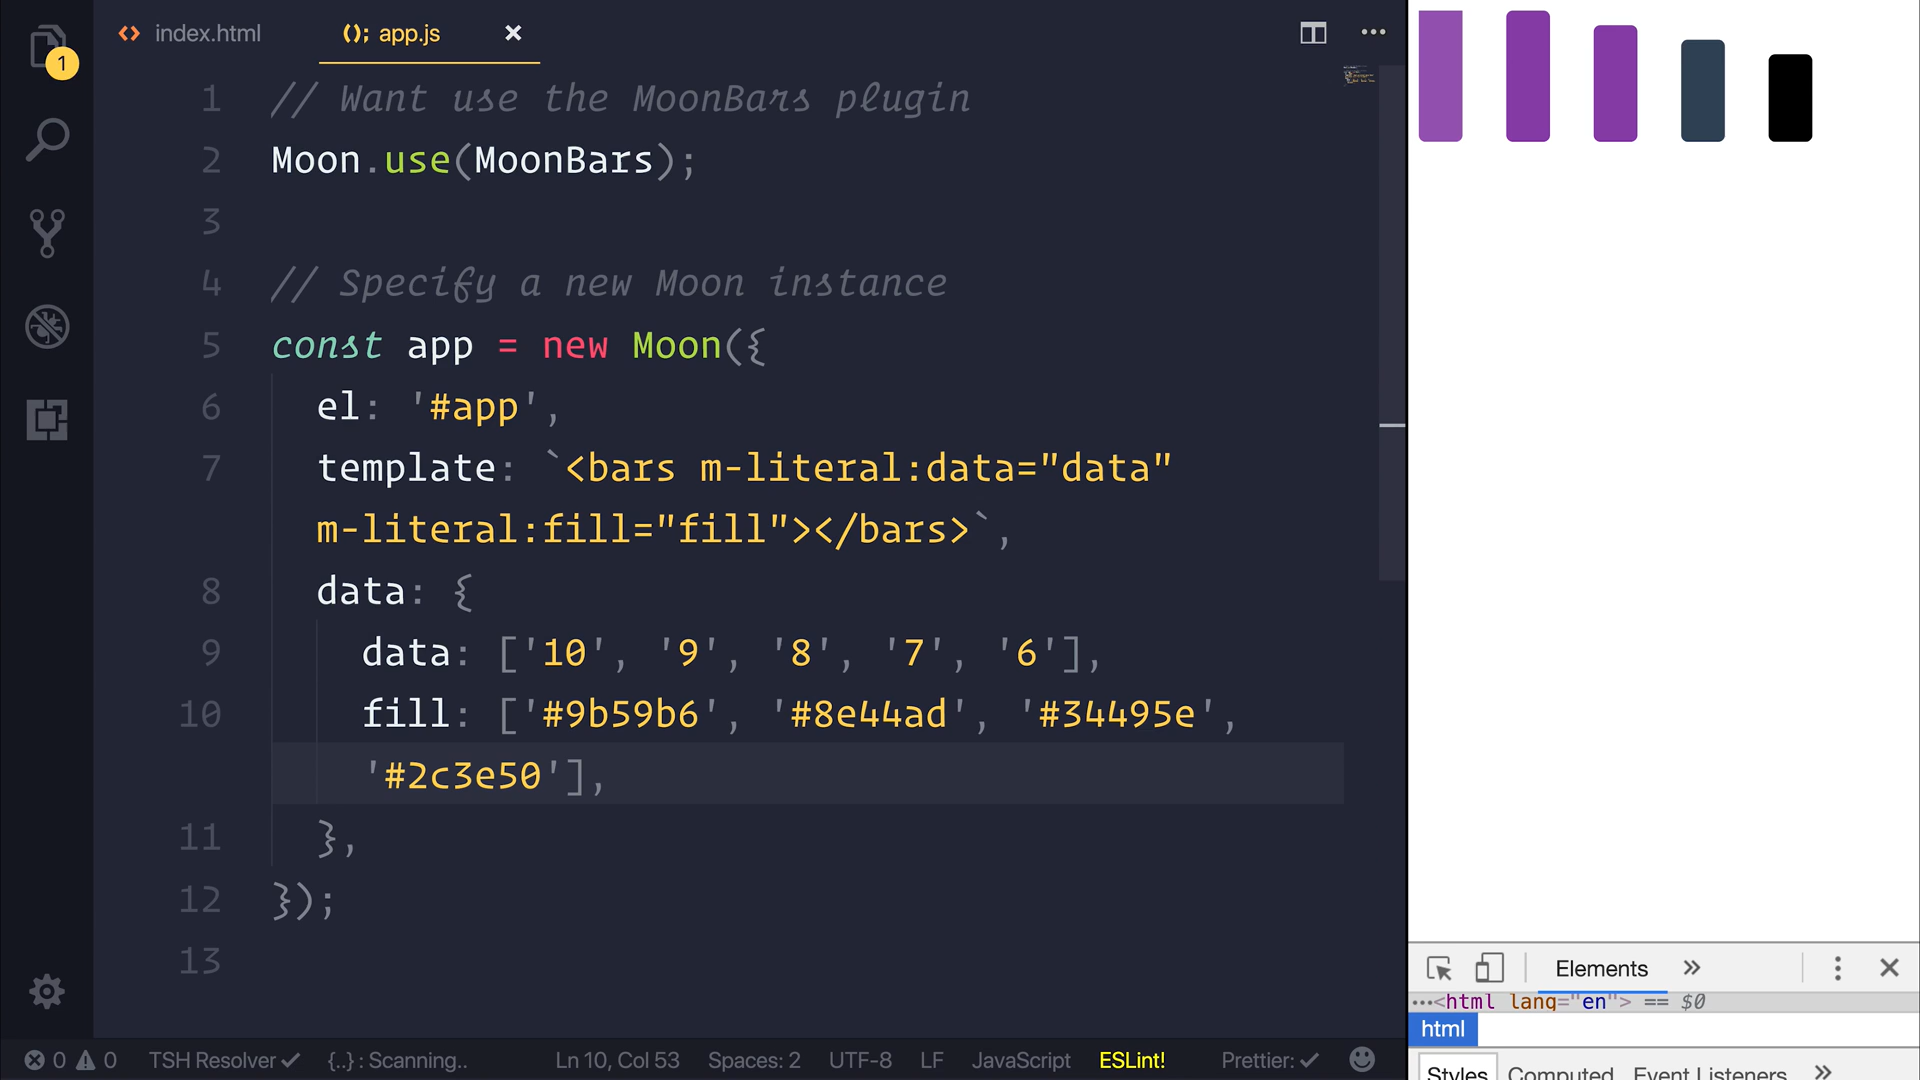 index.html
(); app.js
1
1 // Want use the MoonBars plugin
2 Moon.use(MoonBars);
3
4 // Specify a new Moon instance
5 const app = new Moon({
6 el: '#app',
7 template: `<bars m-literal:data="data"
m-literal:fill="fill"></bars>`,
8 data: {
9 data: ['10', '9', '8', '7', '6'],
10 fill: ['#9b59b6', '#8e44ad', '#34495e',
'#2c3e50'],
11 },
12 });
13
Elements
<html lang="en"> == $0
html
Styles Computed Event Listeners
0 0 TSH Resolver {..} : Scanning.. Ln 10, Col 53 Spaces: 2 UTF-8 LF JavaScript ESLint! Prettier: